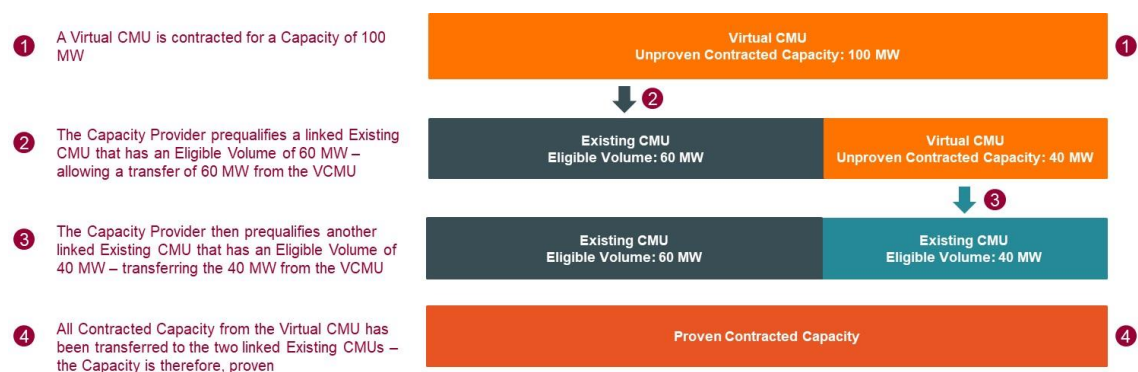 1
A Virtual CMU is contracted for a Capacity of 100
MW
Virtual CMU
Unproven Contracted Capacity: 100 MW
1
2
2
The Capacity Provider prequalifies a linked Existing
CMU that has an Eligible Volume of 60 MW –
allowing a transfer of 60 MW from the VCMU
Existing CMU
Eligible Volume: 60 MW
Virtual CMU
Unproven Contracted Capacity: 40 MW
3
3
The Capacity Provider then prequalifies another
linked Existing CMU that has an Eligible Volume of
40 MW – transferring the 40 MW from the VCMU
Existing CMU
Eligible Volume: 60 MW
Existing CMU
Eligible Volume: 40 MW
4
All Contracted Capacity from the Virtual CMU has
been transferred to the two linked Existing CMUs –
the Capacity is therefore, proven
Proven Contracted Capacity
4